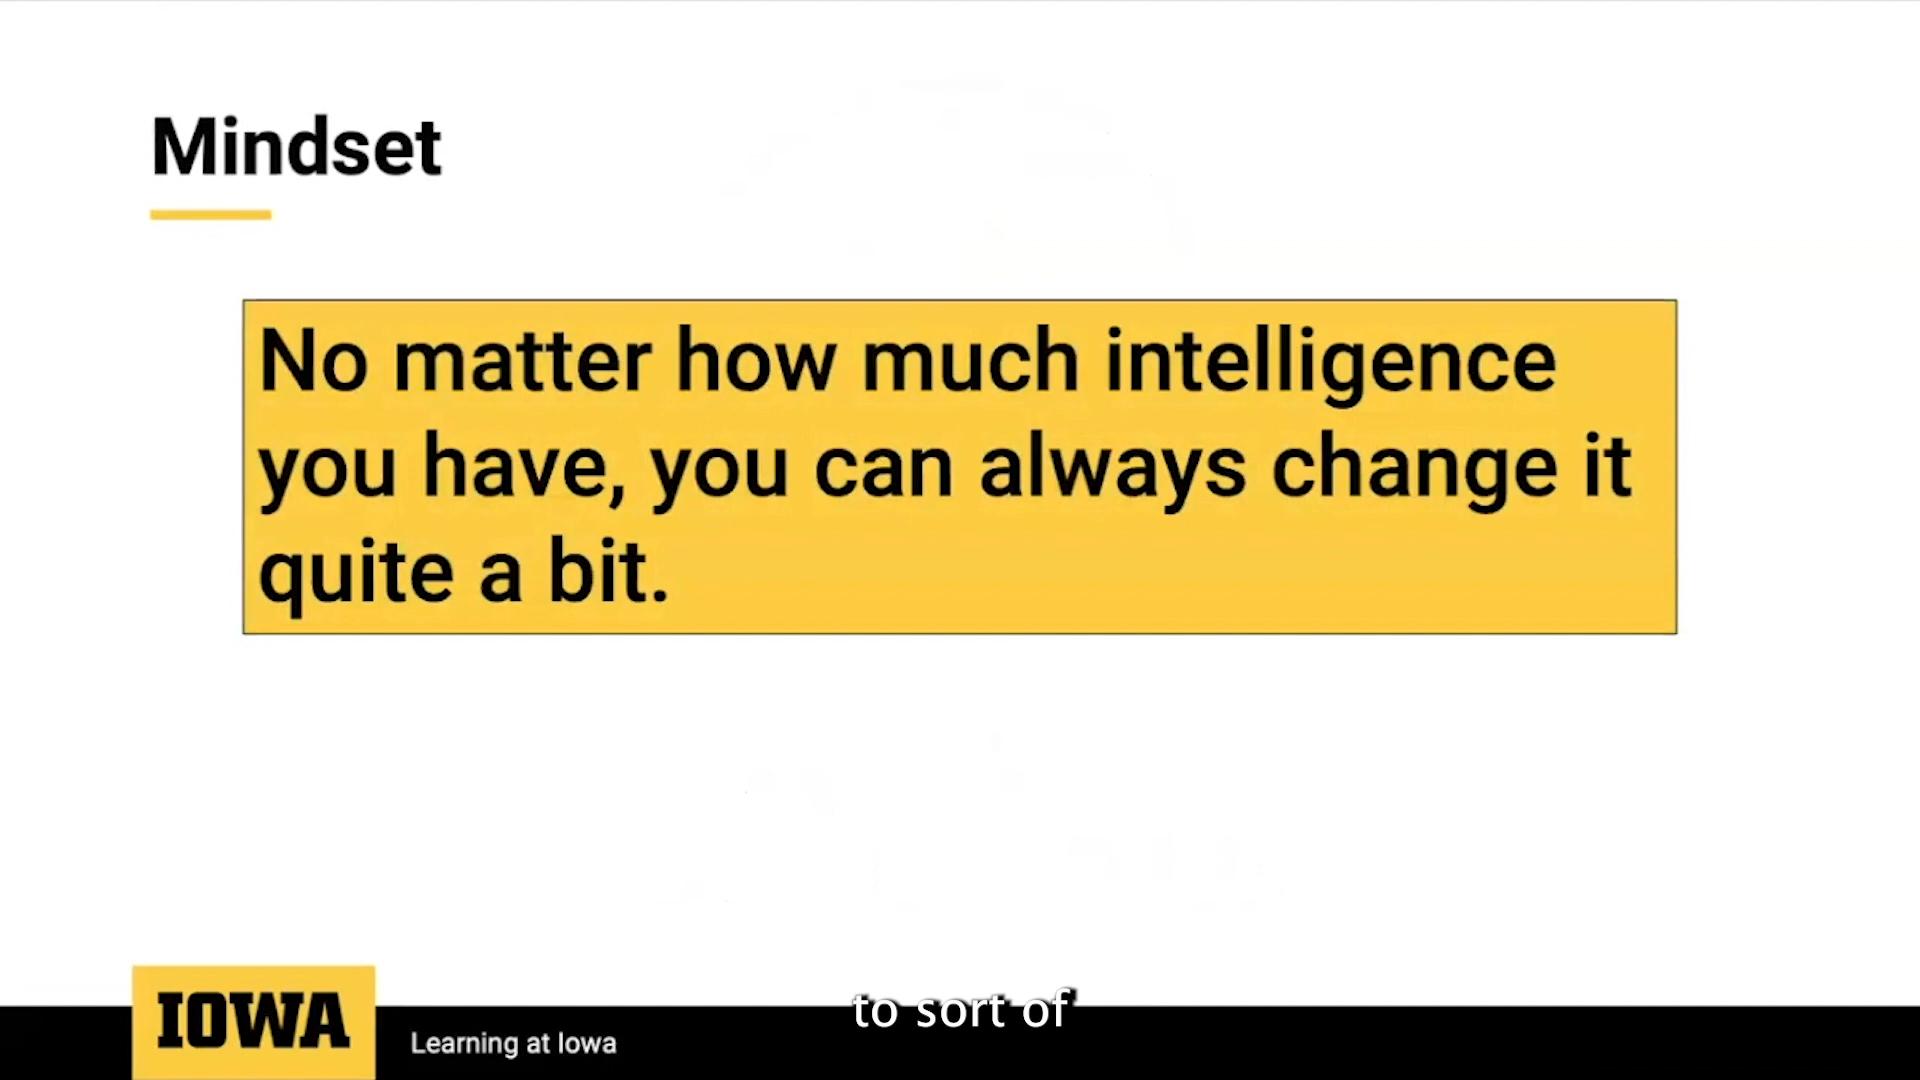 Mindset
No matter how much intelligence
you have, you can always change it
quite a bit.
to sort of
IOWA
Learning at Iowa